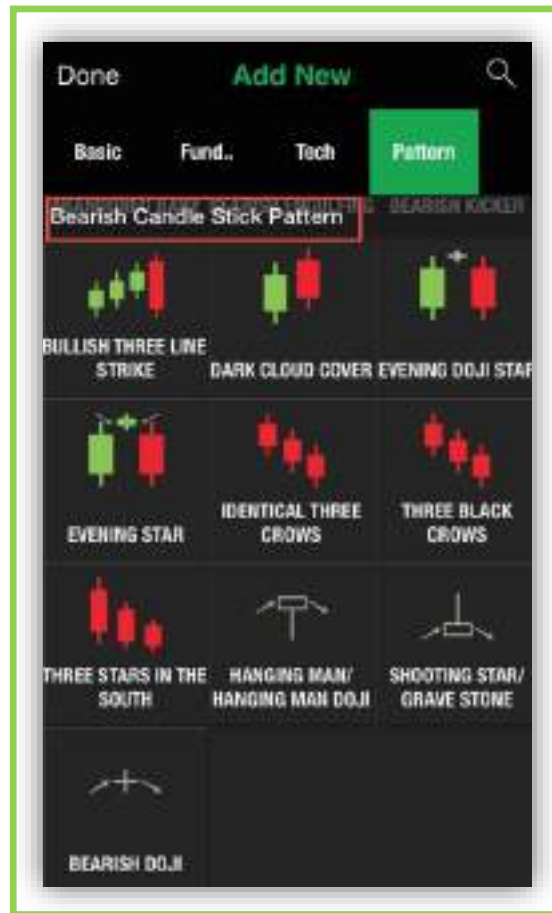 Done Add New
Basic Fund.. Tech Pattern
Bearish Candle Stick Pattern
BEARISH KICKER
BULLISH THREE LINE
STRIKE
DARK CLOUD COVER
EVENING DOJI STAR
EVENING STAR
IDENTICAL THREE
CROWS
THREE BLACK
CROWS
THREE STARS IN THE
SOUTH
HANGING MAN/
HANGING MAN DOJI
SHOOTING STAR/
GRAVE STONE
BEARISH DOJI